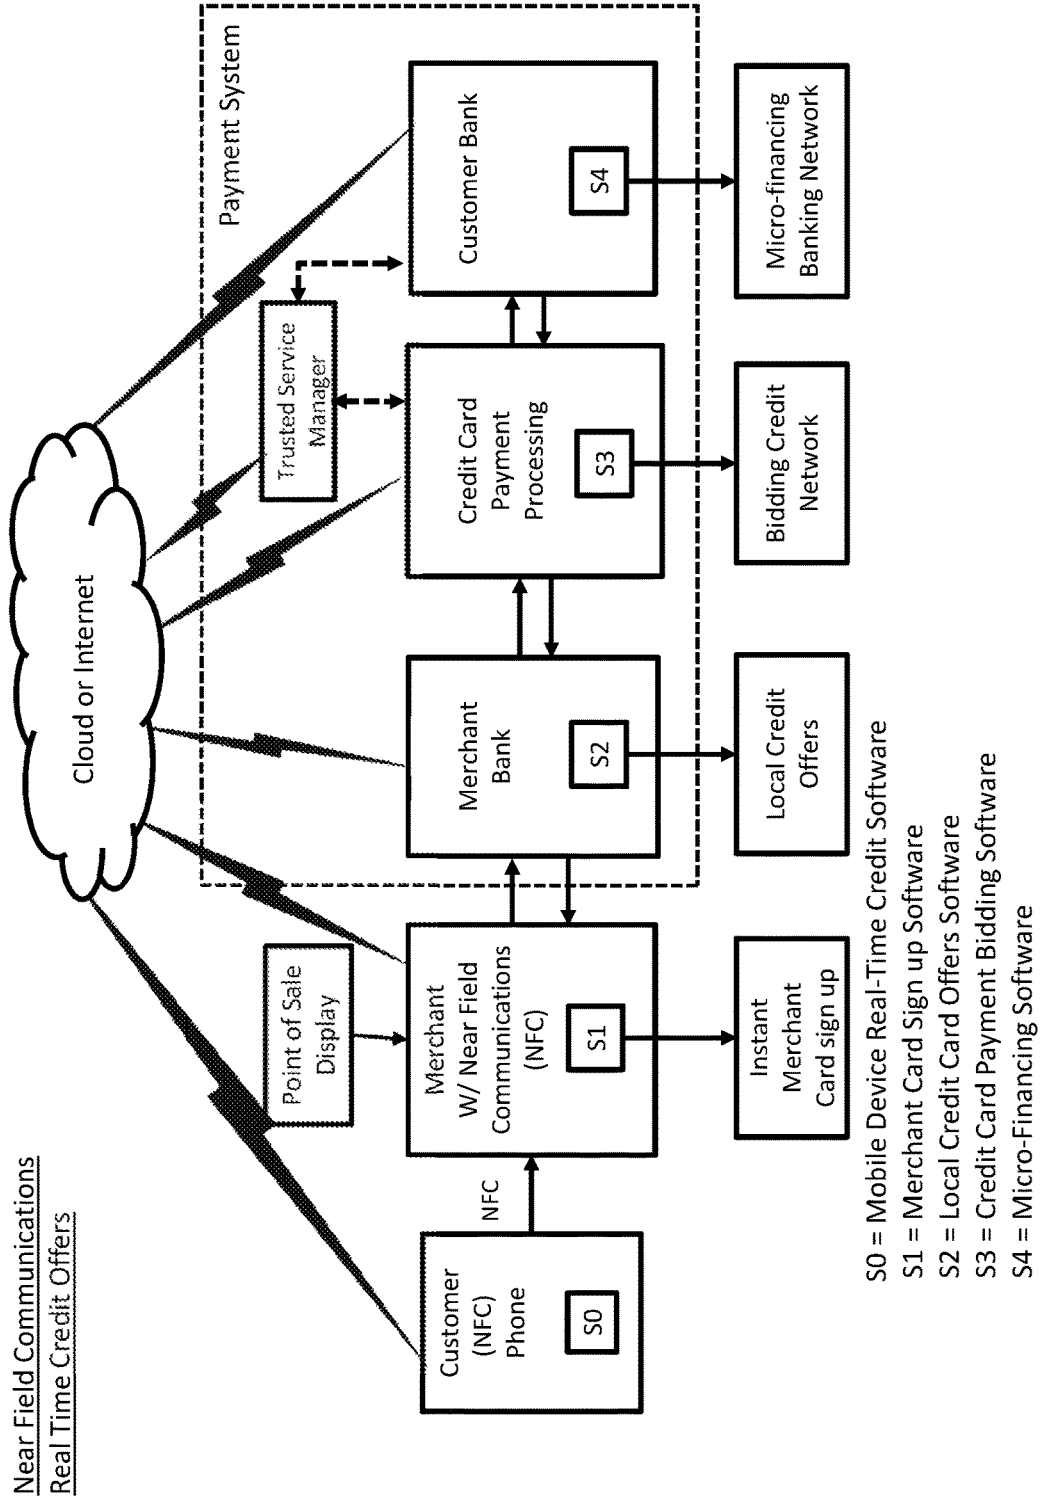 Near Field Communications
Real Time Credit Offers
Cloud or Internet
Payment System
Point of Sale
Display
Trusted Service
Manager
Customer
(NFC)
Phone
S0
NFC
Merchant
W/ Near Field
Communications
(NFC)
S1
Merchant
Bank
S2
Credit Card
Payment
Processing
S3
Customer Bank
S4
Instant
Merchant
Card sign up
Local Credit
Offers
Bidding Credit
Network
Micro-financing
Banking Network
S0 = Mobile Device Real-Time Credit Software
S1 = Merchant Card Sign up Software
S2 = Local Credit Card Offers Software
S3 = Credit Card Payment Bidding Software
S4 = Micro-Financing Software